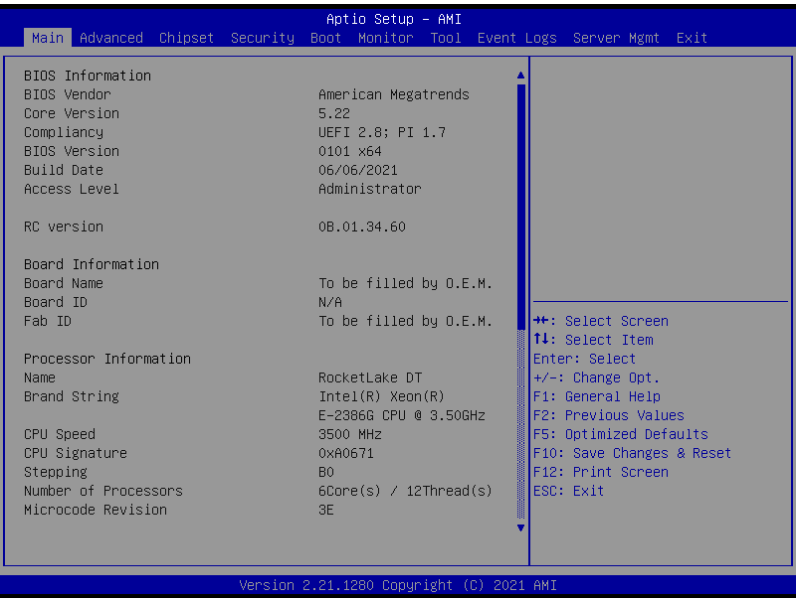 Aptio Setup – AMI
Main Advanced Chipset Security Boot Monitor Tool Event Logs Server Mgmt Exit
BIOS Information
BIOS Vendor American Megatrends
Core Version 5.22
Compliancy UEFI 2.8; PI 1.7
BIOS Version 0101 x64
Build Date 06/06/2021
Access Level Administrator
RC version 0B.01.34.60
Board Information
Board Name To be filled by O.E.M.
Board ID N/A
Fab ID To be filled by O.E.M.
Processor Information
Name RocketLake DT
Brand String Intel(R) Xeon(R)
E-2386G CPU @ 3.50GHz
CPU Speed 3500 MHz
CPU Signature 0xA0671
Stepping B0
Number of Processors 6Core(s) / 12Thread(s)
Microcode Revision 3E
→←: Select Screen
↑↓: Select Item
Enter: Select
+/-: Change Opt.
F1: General Help
F2: Previous Values
F5: Optimized Defaults
F10: Save Changes & Reset
F12: Print Screen
ESC: Exit
Version 2.21.1280 Copyright (C) 2021 AMI